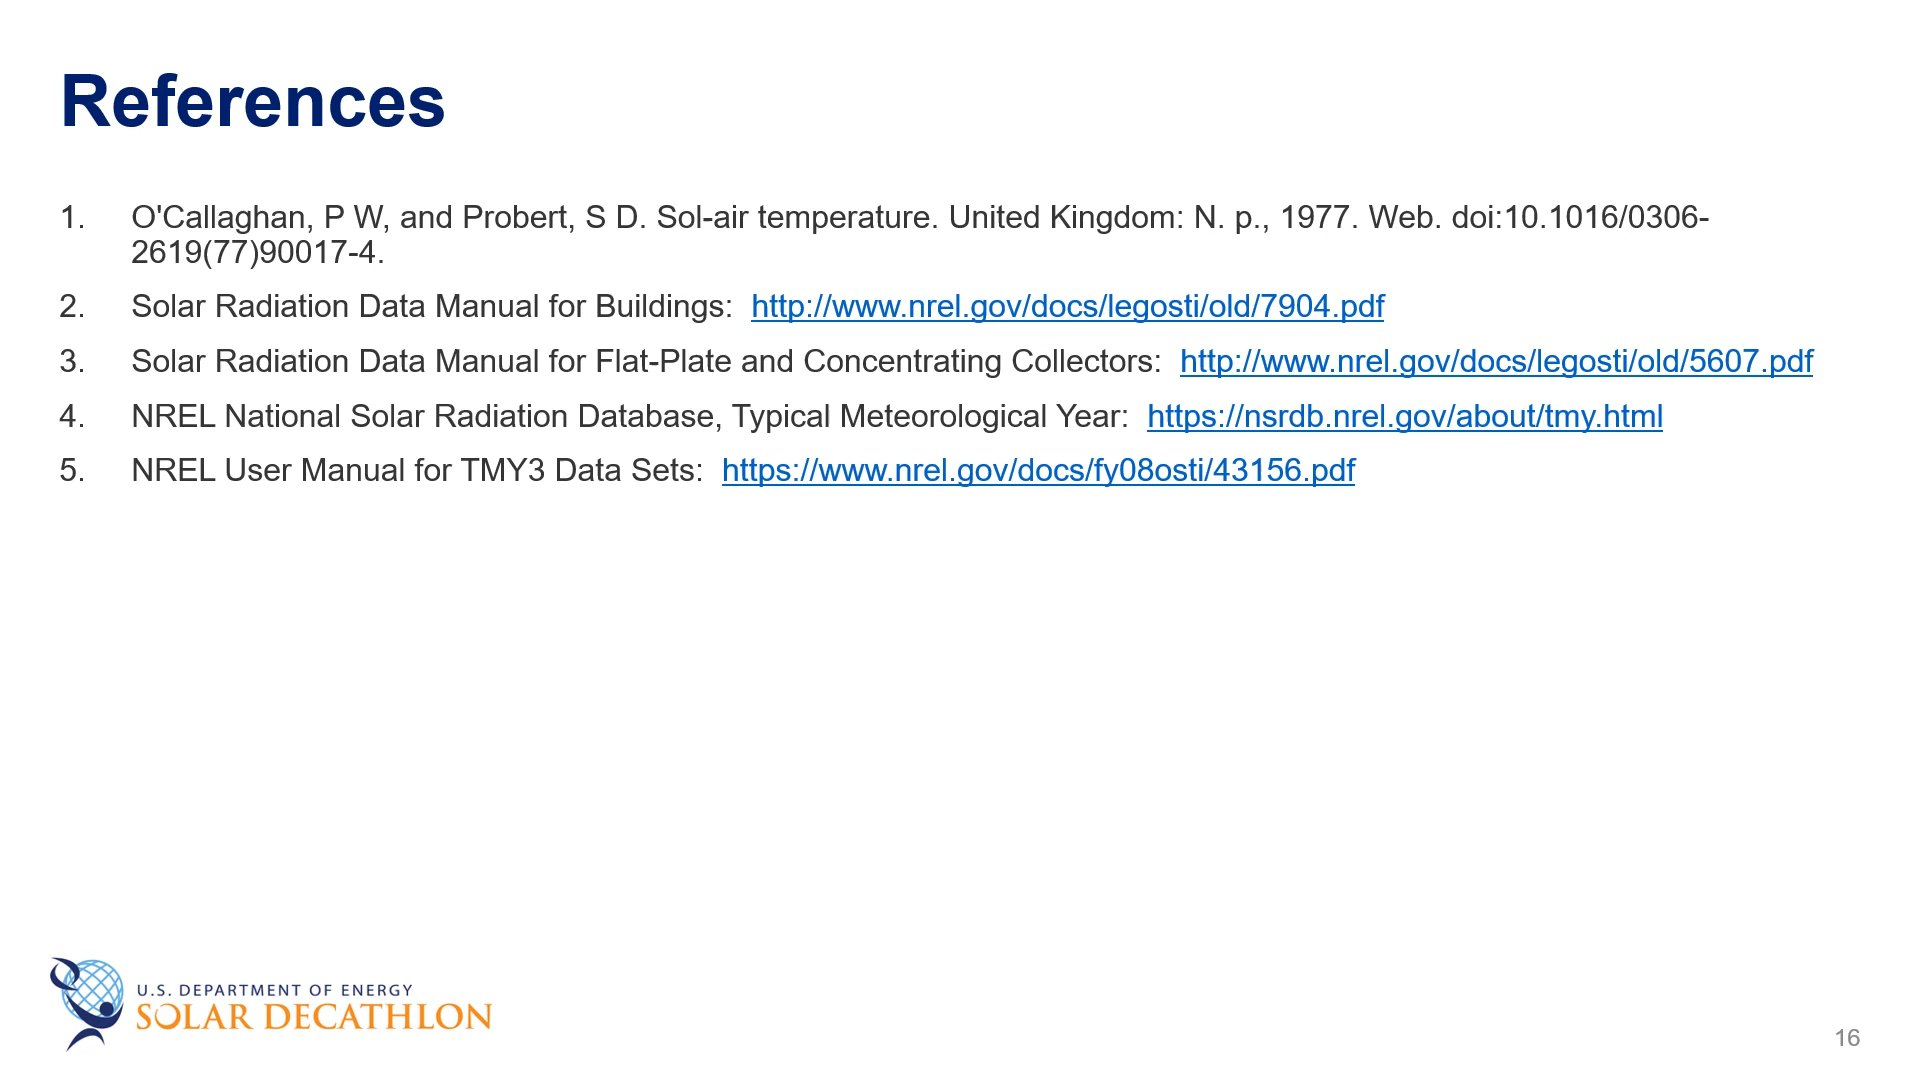 References
1. O'Callaghan, P W, and Probert, S D. Sol-air temperature. United Kingdom: N. p., 1977. Web. doi:10.1016/0306-
2619(77)90017-4.
2. Solar Radiation Data Manual for Buildings: http://www.nrel.gov/docs/legosti/old/7904.pdf
3. Solar Radiation Data Manual for Flat-Plate and Concentrating Collectors: http://www.nrel.gov/docs/legosti/old/5607.pdf
4. NREL National Solar Radiation Database, Typical Meteorological Year: https://nsrdb.nrel.gov/about/tmy.html
5. NREL User Manual for TMY3 Data Sets: https://www.nrel.gov/docs/fy08osti/43156.pdf
U.S. DEPARTMENT OF ENERGY
SOLAR DECATHLON
16